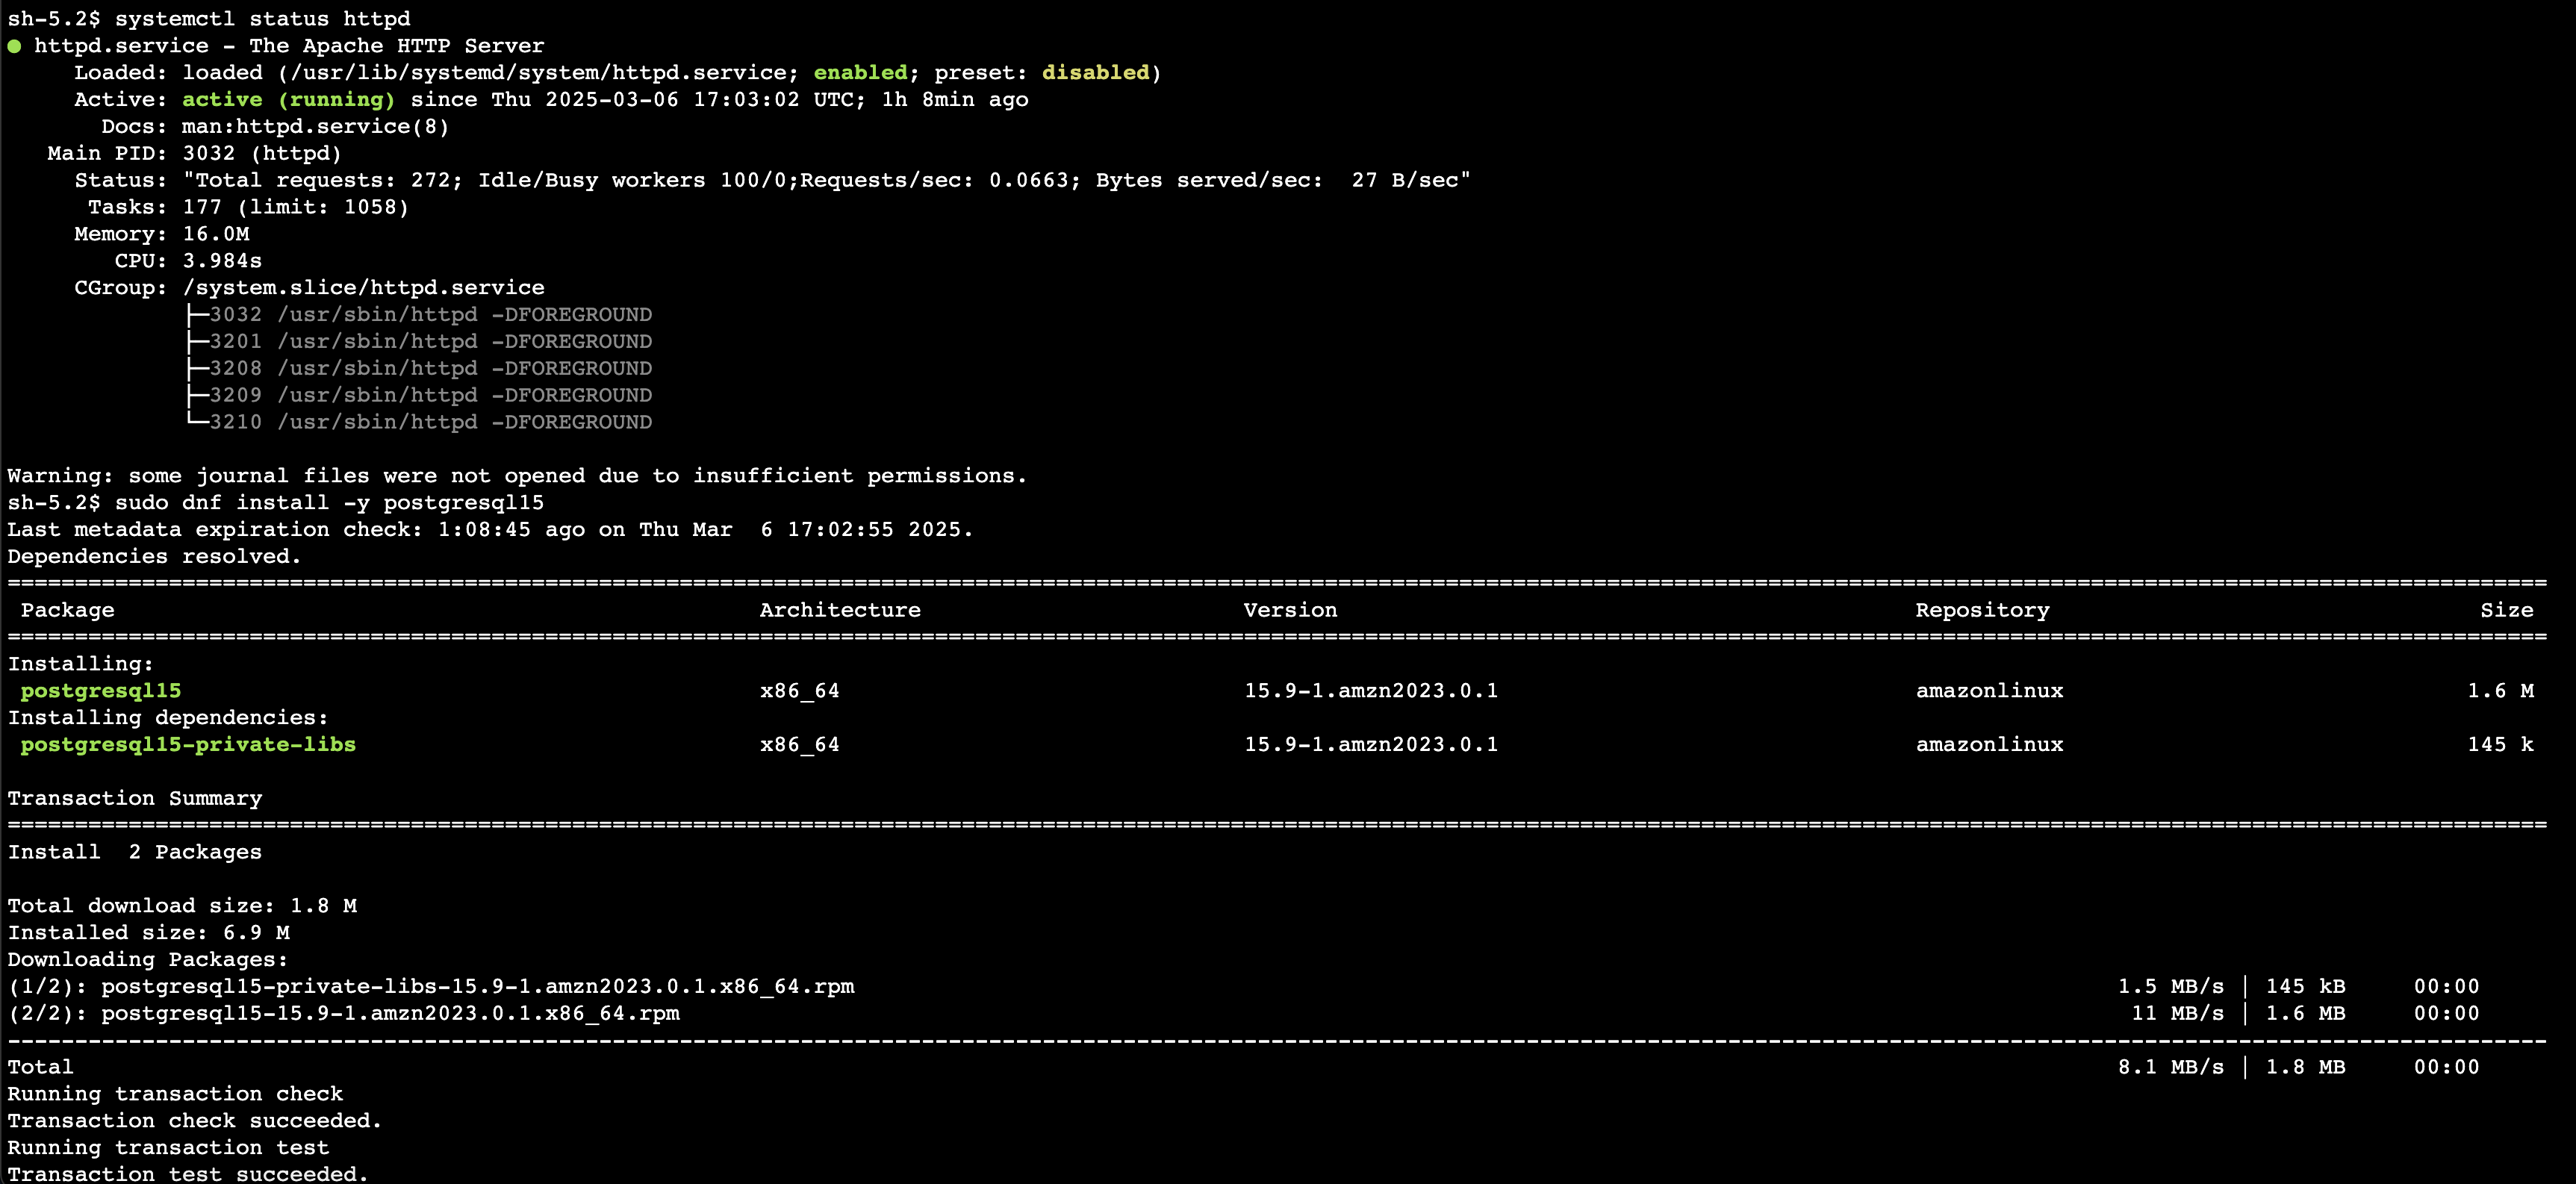 sh-5.2$ systemctl status httpd
● httpd.service - The Apache HTTP Server
     Loaded: loaded (/usr/lib/systemd/system/httpd.service; enabled; preset: disabled)
     Active: active (running) since Thu 2025-03-06 17:03:02 UTC; 1h 8min ago
       Docs: man:httpd.service(8)
   Main PID: 3032 (httpd)
     Status: "Total requests: 272; Idle/Busy workers 100/0;Requests/sec: 0.0663; Bytes served/sec:  27 B/sec"
      Tasks: 177 (limit: 1058)
     Memory: 16.0M
        CPU: 3.984s
     CGroup: /system.slice/httpd.service
             ├─3032 /usr/sbin/httpd -DFOREGROUND
             ├─3201 /usr/sbin/httpd -DFOREGROUND
             ├─3208 /usr/sbin/httpd -DFOREGROUND
             ├─3209 /usr/sbin/httpd -DFOREGROUND
             └─3210 /usr/sbin/httpd -DFOREGROUND
Warning: some journal files were not opened due to insufficient permissions.
sh-5.2$ sudo dnf install -y postgresql15
Last metadata expiration check: 1:08:45 ago on Thu Mar  6 17:02:55 2025.
Dependencies resolved.
Package Architecture Version Repository Size
Installing:
postgresql15 x86_64 15.9-1.amzn2023.0.1 amazonlinux 1.6 M
Installing dependencies:
postgresql15-private-libs x86_64 15.9-1.amzn2023.0.1 amazonlinux 145 k
Transaction Summary
Install  2 Packages
Total download size: 1.8 M
Installed size: 6.9 M
Downloading Packages:
(1/2): postgresql15-private-libs-15.9-1.amzn2023.0.1.x86_64.rpm 1.5 MB/s | 145 kB 00:00
(2/2): postgresql15-15.9-1.amzn2023.0.1.x86_64.rpm 11 MB/s | 1.6 MB 00:00
Total 8.1 MB/s | 1.8 MB 00:00
Running transaction check
Transaction check succeeded.
Running transaction test
Transaction test succeeded.